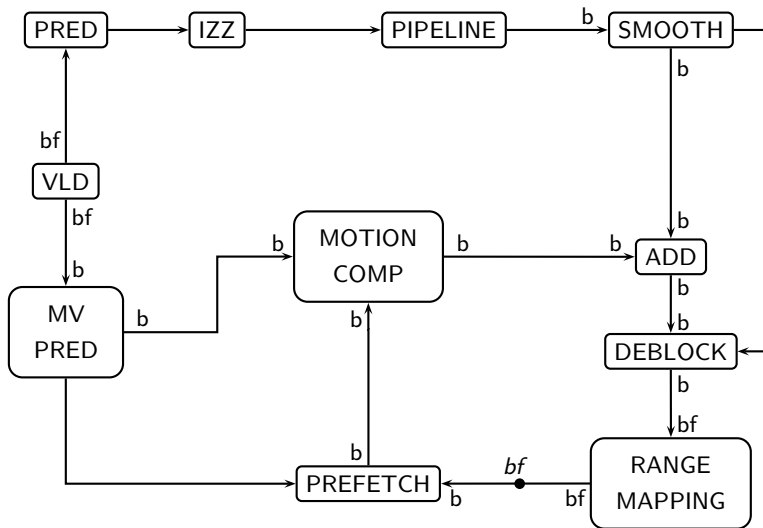 PRED
IZZ
PIPELINE
b
SMOOTH
b
bf
VLD
bf
b
b
MOTION
COMP
b
b
b
ADD
b
b
MV
PRED
b
b
b
DEBLOCK
b
bf
b
PREFETCH
b
bf
bf
RANGE
MAPPING